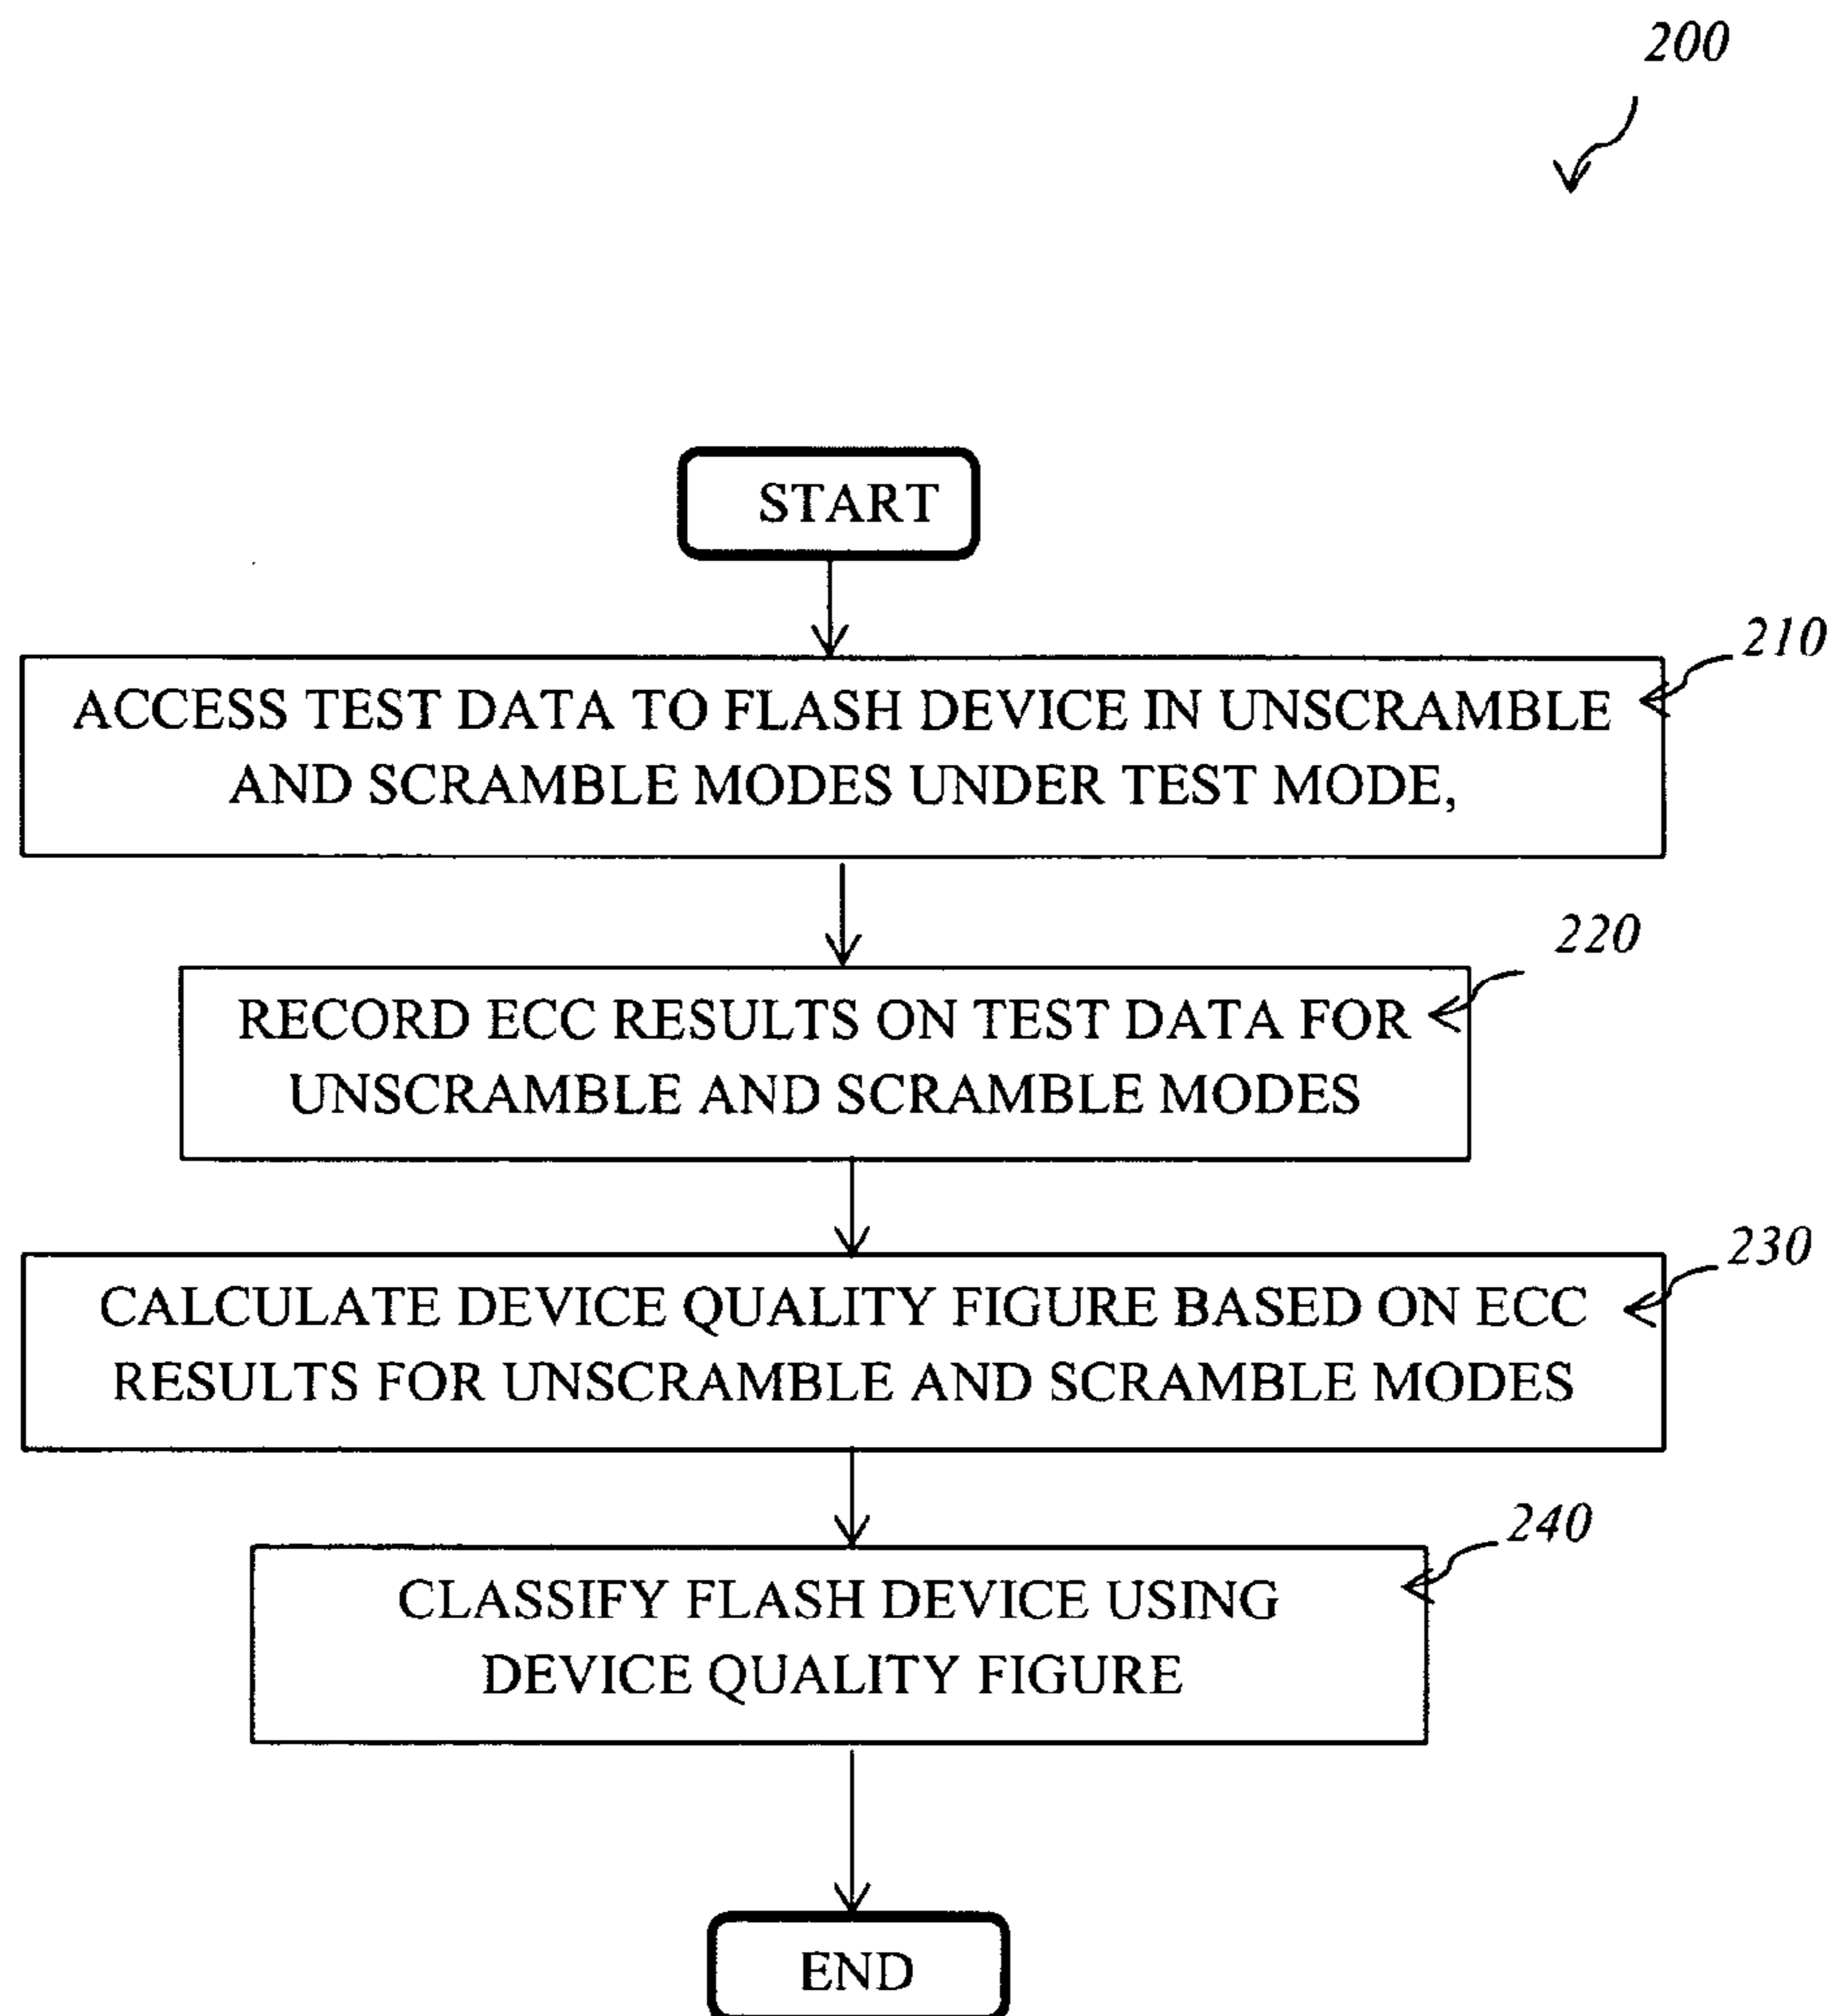 200
START
210
ACCESS TEST DATA TO FLASH DEVICE IN UNSCRAMBLE
AND SCRAMBLE MODES UNDER TEST MODE,
220
RECORD ECC RESULTS ON TEST DATA FOR
UNSCRAMBLE AND SCRAMBLE MODES
230
CALCULATE DEVICE QUALITY FIGURE BASED ON ECC
RESULTS FOR UNSCRAMBLE AND SCRAMBLE MODES
240
CLASSIFY FLASH DEVICE USING
DEVICE QUALITY FIGURE
END